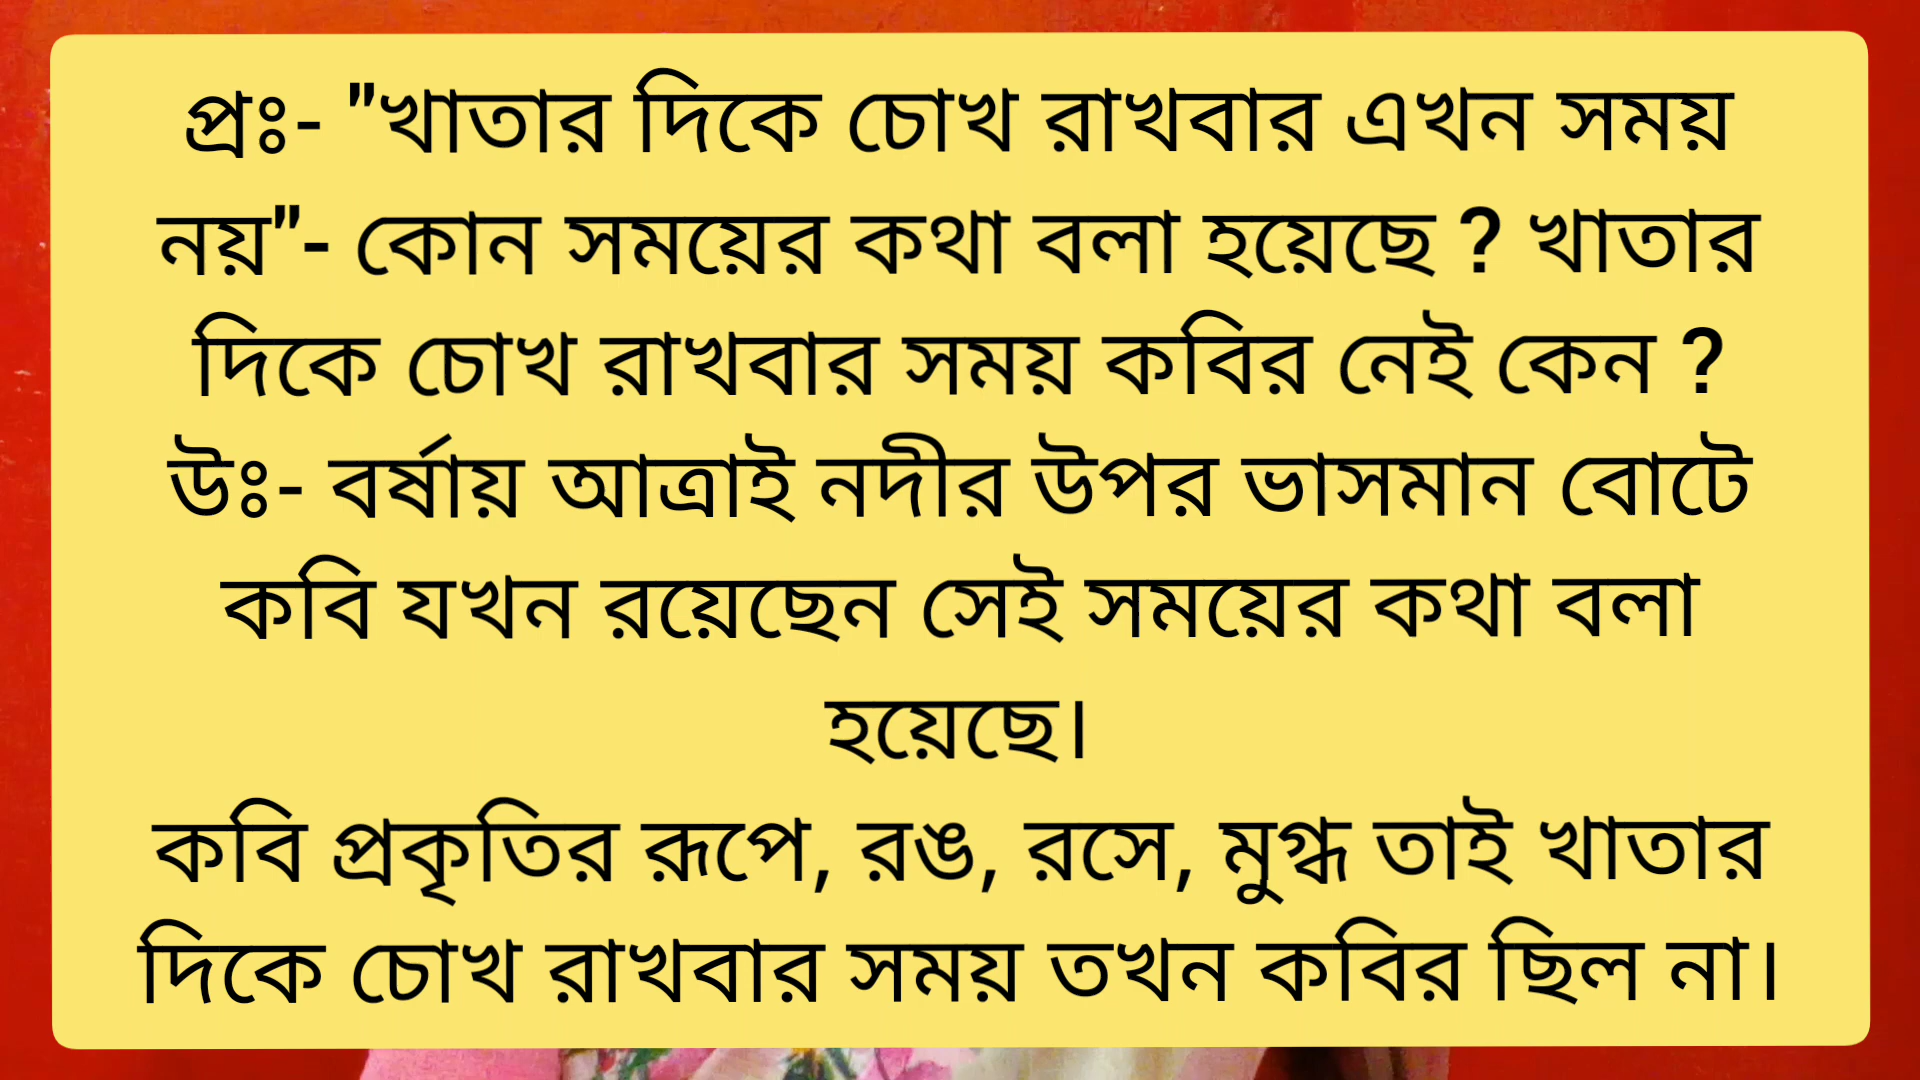 প্রঃ- "খাতার দিকে চোখ রাখবার এখন সময়
নয়"- কোন সময়ের কথা বলা হয়েছে ? খাতার
দিকে চোখ রাখবার সময় কবির নেই কেন ?
উঃ- বর্ষায় আত্রাই নদীর উপর ভাসমান বোটে
কবি যখন রয়েছেন সেই সময়ের কথা বলা
হয়েছে।
কবি প্রকৃতির রূপে, রঙ, রসে, মুগ্ধ তাই খাতার
দিকে চোখ রাখবার সময় তখন কবির ছিল না।